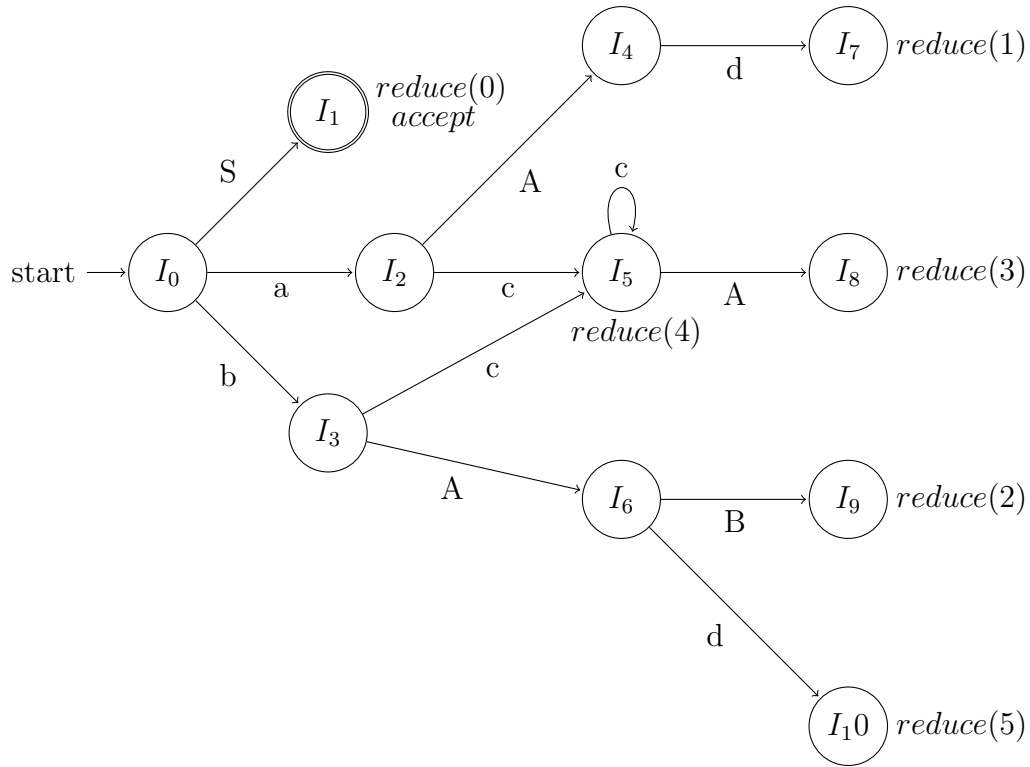 I₄
d
I₇ reduce(1)
I₁
reduce(0)
accept
S
A
c
start
I₀
a
I₂
c
I₅
A
I₈ reduce(3)
reduce(4)
b
c
I₃
A
I₆
B
I₉ reduce(2)
d
I₁0 reduce(5)